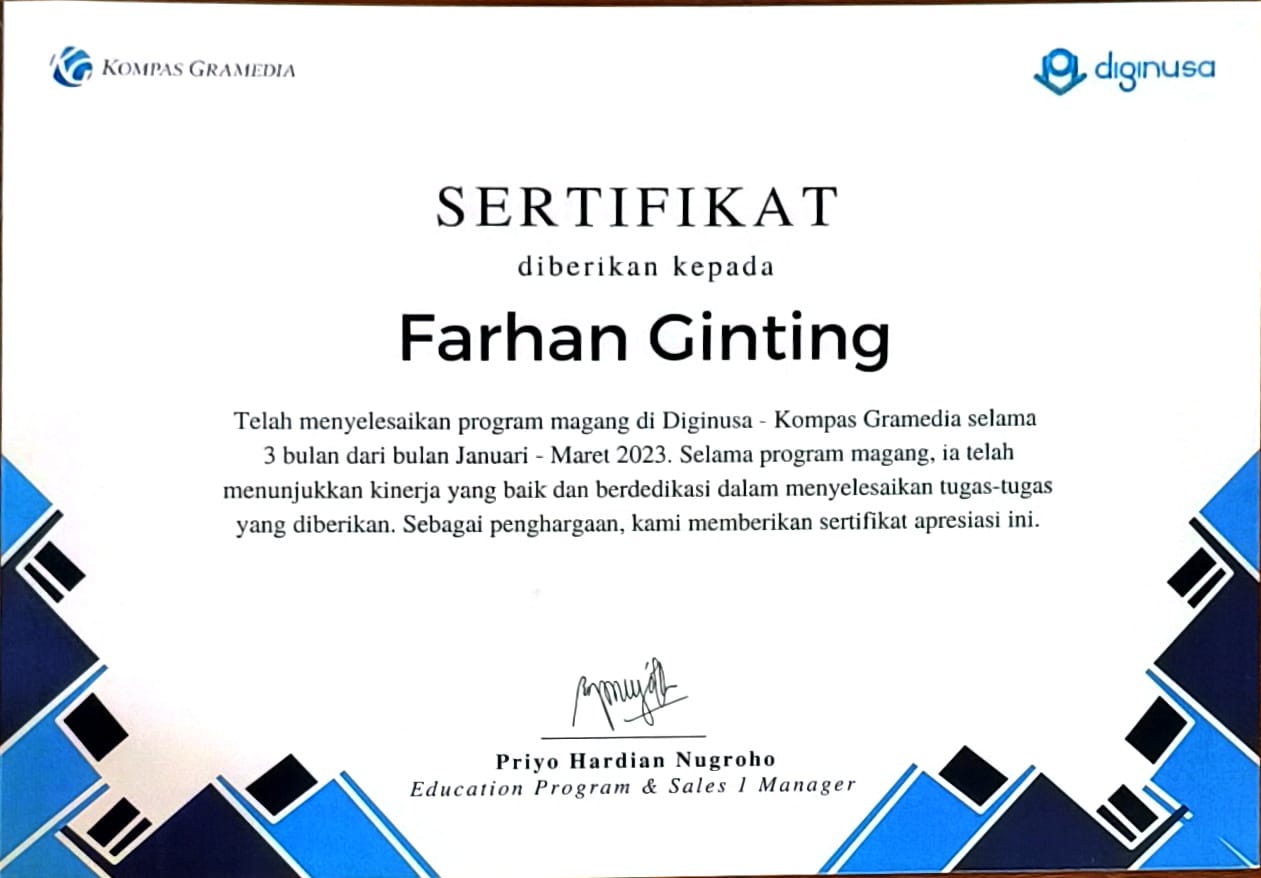 KOMPAS GRAMEDIA
diginusa
SERTIFIKAT
diberikan kepada
Farhan Ginting
Telah menyelesaikan program magang di Diginusa - Kompas Gramedia selama
3 bulan dari bulan Januari - Maret 2023. Selama program magang, ia telah
menunjukkan kinerja yang baik dan berdedikasi dalam menyelesaikan tugas-tugas
yang diberikan. Sebagai penghargaan, kami memberikan sertifikat apresiasi ini.
Priyo Hardian Nugroho
Education Program & Sales 1 Manager